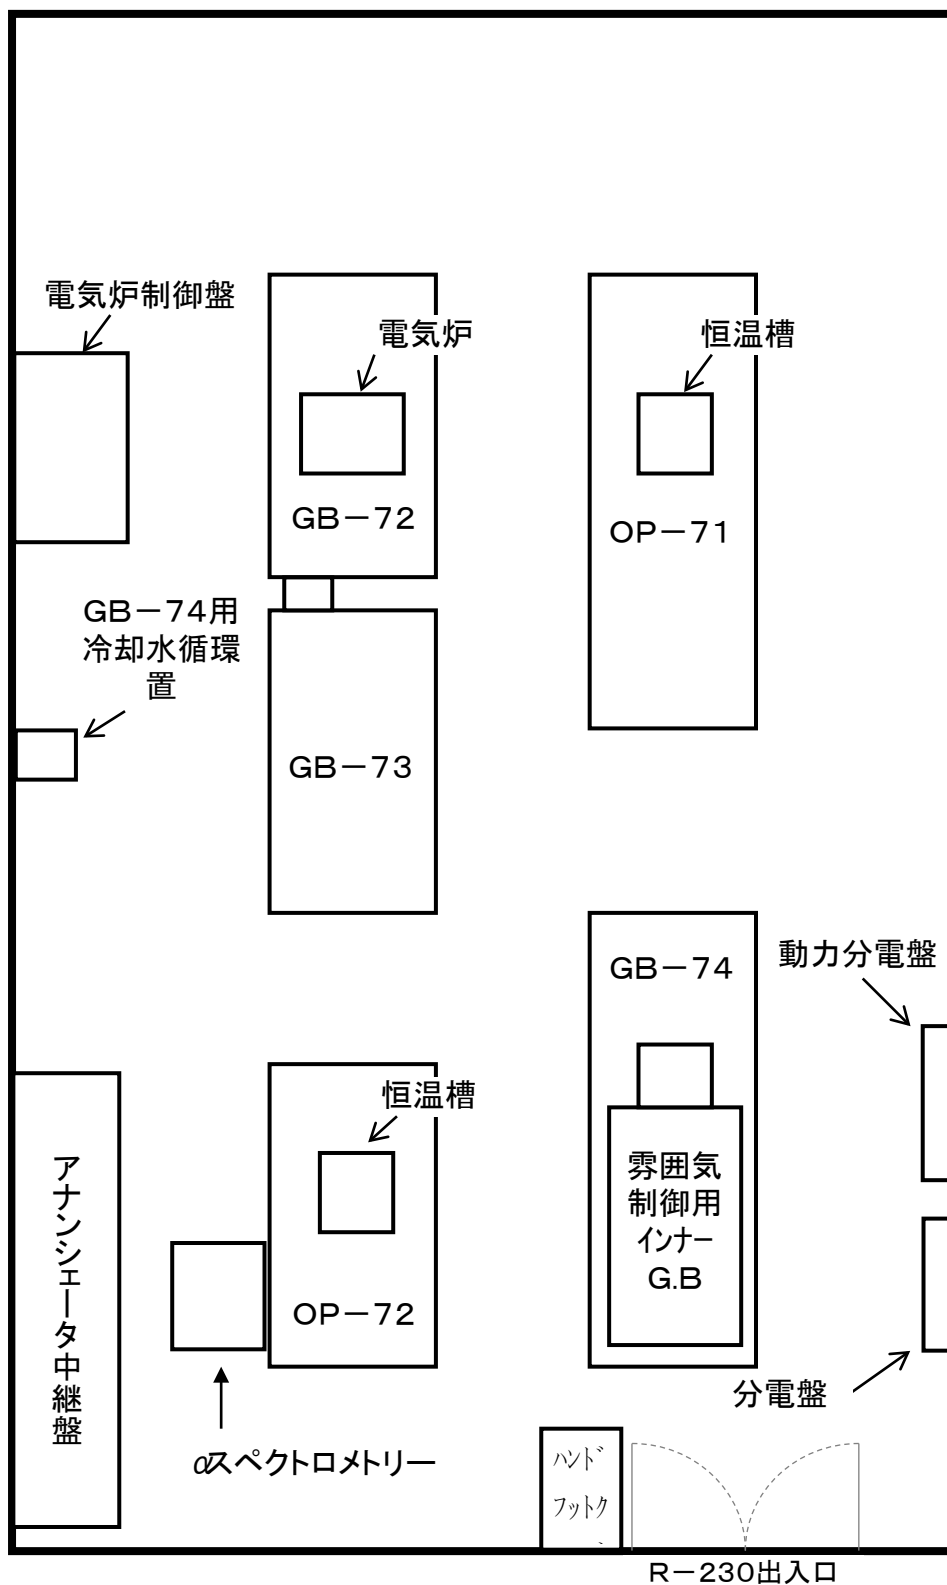 電気炉制御盤
電気炉
恒温槽
GB－72
OP－71
GB－74用
冷却水循環
置
GB－73
GB－74
動力分電盤
恒温槽
雰囲気
制御用
インナー
G.B
アナンシェータ中継盤
OP－72
分電盤
αスペクトロメトリー
ハンド
フットク
R－230出入口